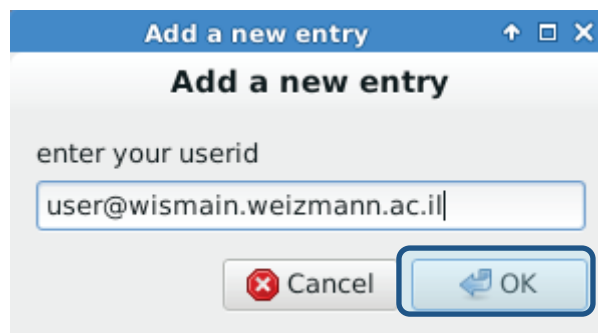 Add a new entry
Add a new entry
enter your userid
user@wismain.weizmann.ac.il
Cancel OK